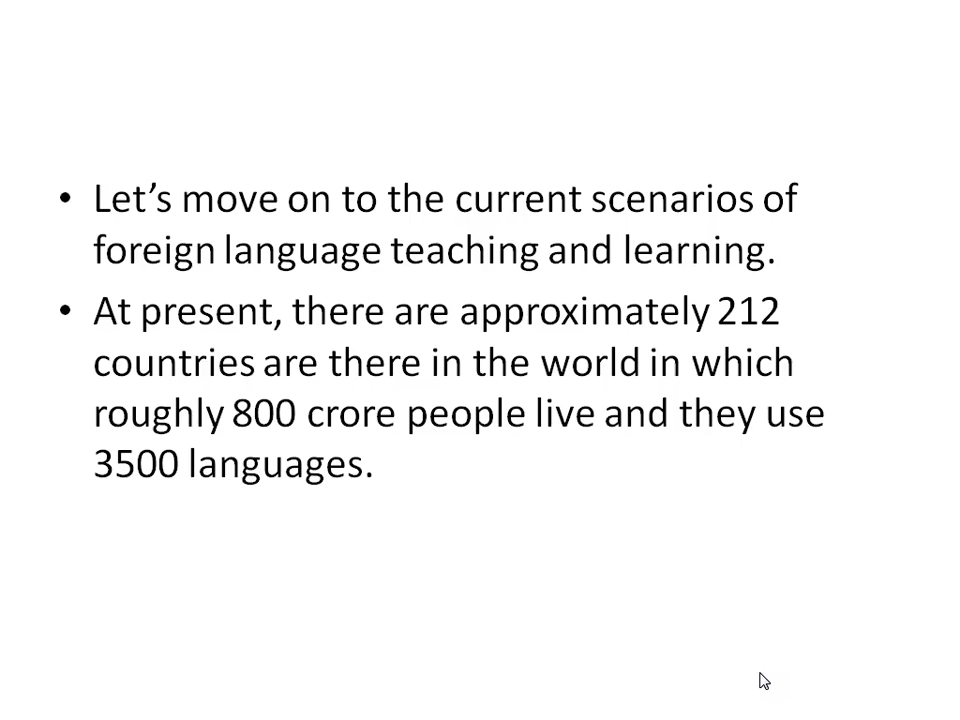 • Let’s move on to the current scenarios of
foreign language teaching and learning.
• At present, there are approximately 212
countries are there in the world in which
roughly 800 crore people live and they use
3500 languages.